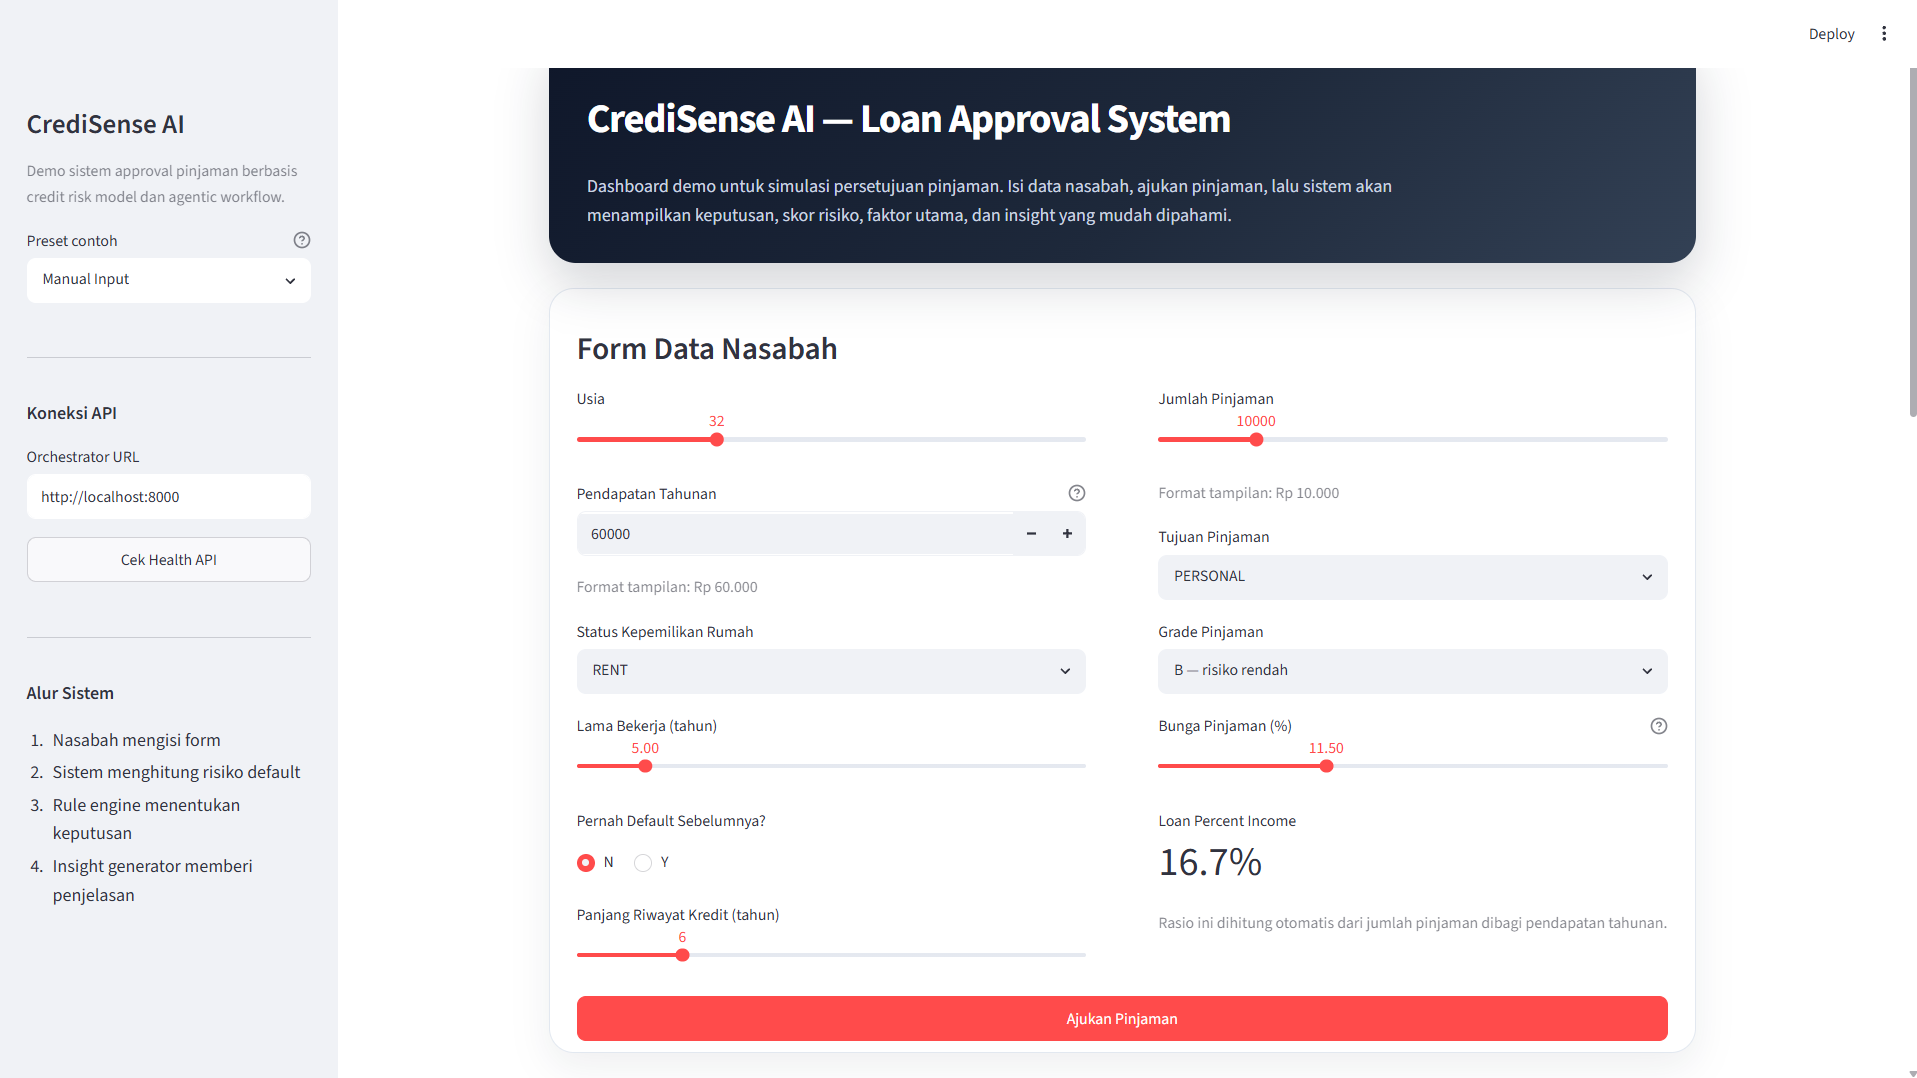 Deploy
CrediSense AI
Demo sistem approval pinjaman berbasis
credit risk model dan agentic workflow.
Preset contoh
Manual Input
Koneksi API
Orchestrator URL
http://localhost:8000
Cek Health API
Alur Sistem
1. Nasabah mengisi form
2. Sistem menghitung risiko default
3. Rule engine menentukan
keputusan
4. Insight generator memberi
penjelasan
CrediSense AI — Loan Approval System
Dashboard demo untuk simulasi persetujuan pinjaman. Isi data nasabah, ajukan pinjaman, lalu sistem akan
menampilkan keputusan, skor risiko, faktor utama, dan insight yang mudah dipahami.
Form Data Nasabah
Usia
32
Pendapatan Tahunan
60000
Format tampilan: Rp 60.000
Status Kepemilikan Rumah
RENT
Lama Bekerja (tahun)
5.00
Pernah Default Sebelumnya?
N
Y
Panjang Riwayat Kredit (tahun)
6
Jumlah Pinjaman
10000
Format tampilan: Rp 10.000
Tujuan Pinjaman
PERSONAL
Grade Pinjaman
B — risiko rendah
Bunga Pinjaman (%)
11.50
Loan Percent Income
16.7%
Rasio ini dihitung otomatis dari jumlah pinjaman dibagi pendapatan tahunan.
Ajukan Pinjaman